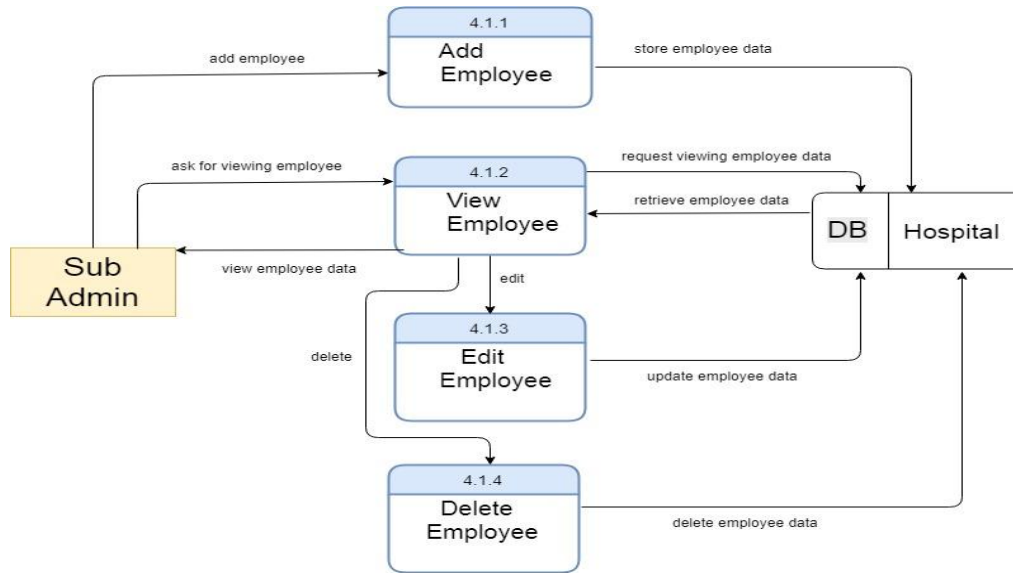 4.1.1
Add
Employee
add employee
store employee data
ask for viewing employee
4.1.2
View
Employee
request viewing employee data
retrieve employee data
DB
Hospital
Sub
Admin
view employee data
edit
4.1.3
Edit
Employee
delete
update employee data
4.1.4
Delete
Employee
delete employee data